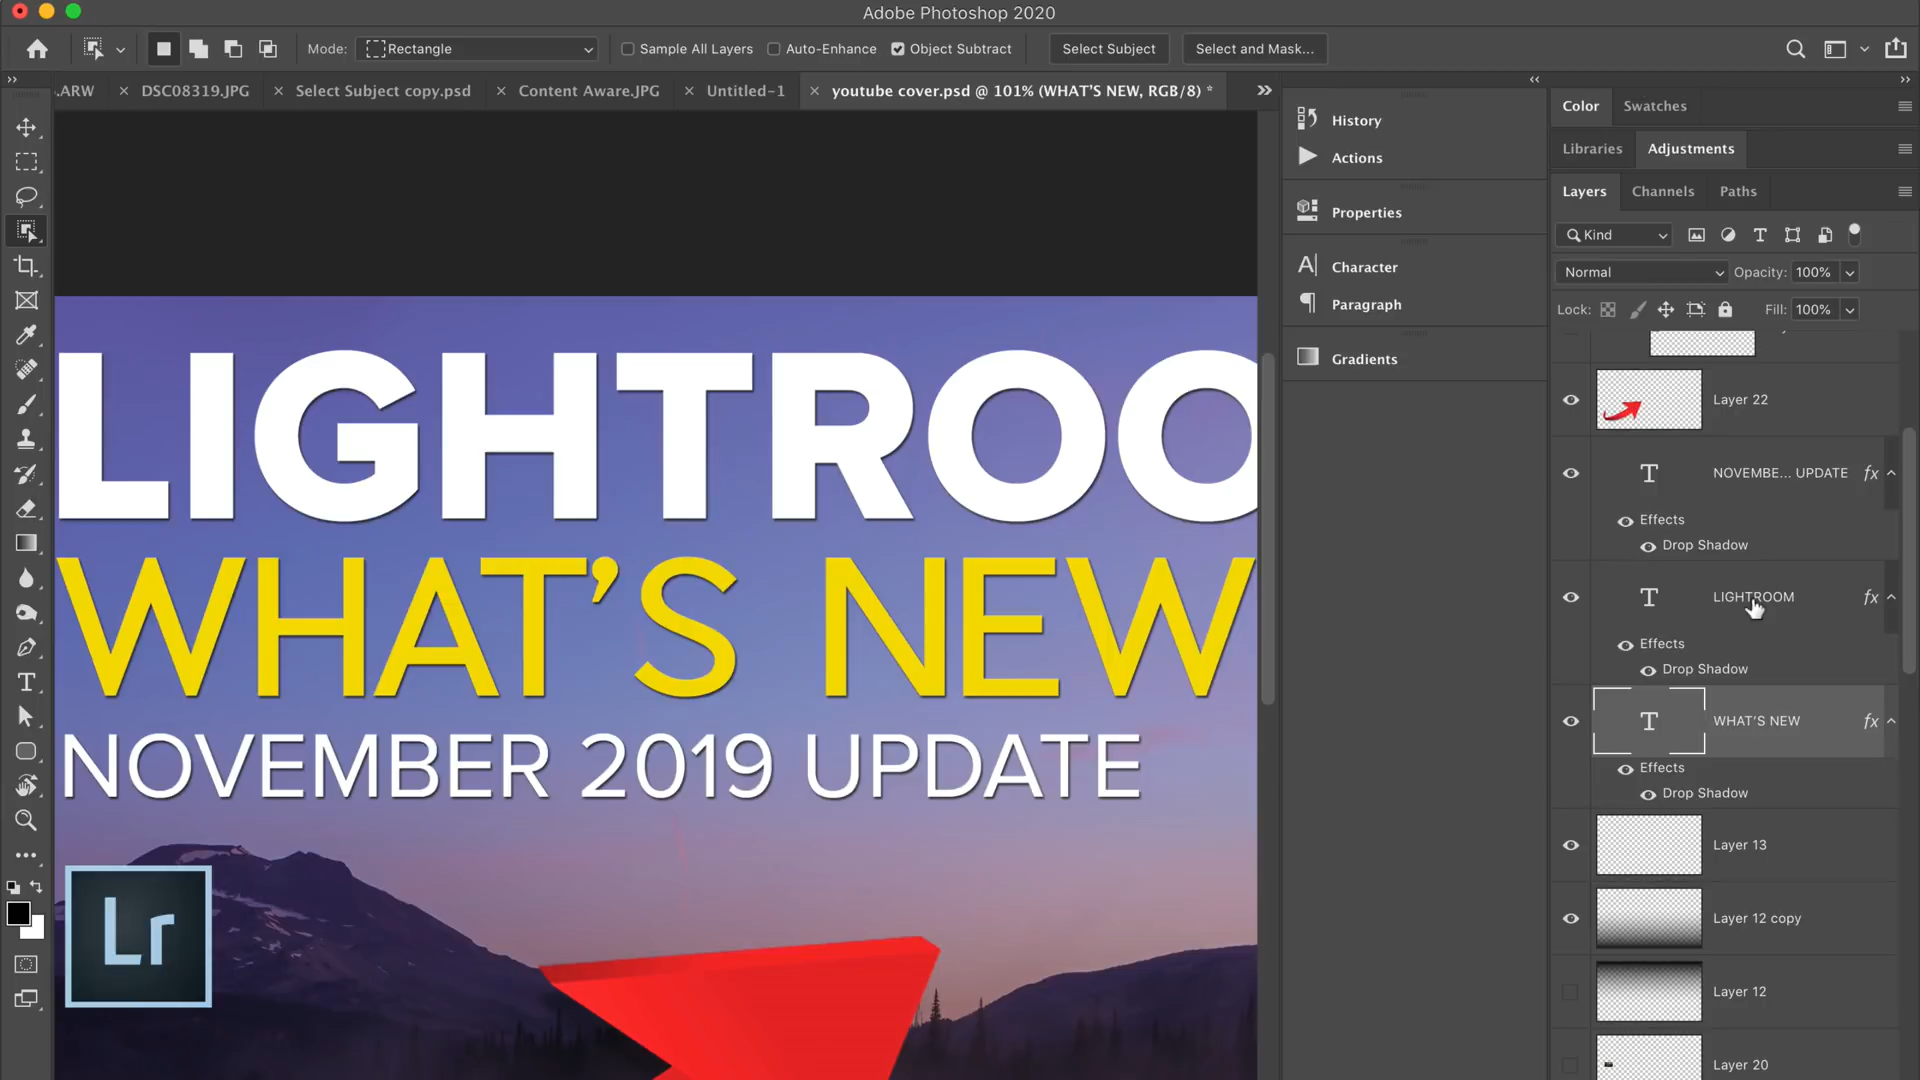 Adobe Photoshop 2020
Mode: Rectangle Sample All Layers Auto-Enhance Object Subtract Select Subject Select and Mask...
.ARW DSC08319.JPG Select Subject copy.psd Content Aware.JPG Untitled-1 youtube cover.psd @ 101% (WHAT'S NEW, RGB/8) *
History
Actions
Properties
Character
Paragraph
Gradients
Color Swatches
Libraries Adjustments
Layers Channels Paths
Kind
Normal Opacity: 100%
Lock: Fill: 100%
Layer 22
NOVEMBE... UPDATE fx
Effects
Drop Shadow
LIGHTROOM fx
Effects
Drop Shadow
WHAT'S NEW fx
Effects
Drop Shadow
Layer 13
Layer 12 copy
Layer 12
Layer 20
LIGHTROO
WHAT'S NEW
NOVEMBER 2019 UPDATE
Lr